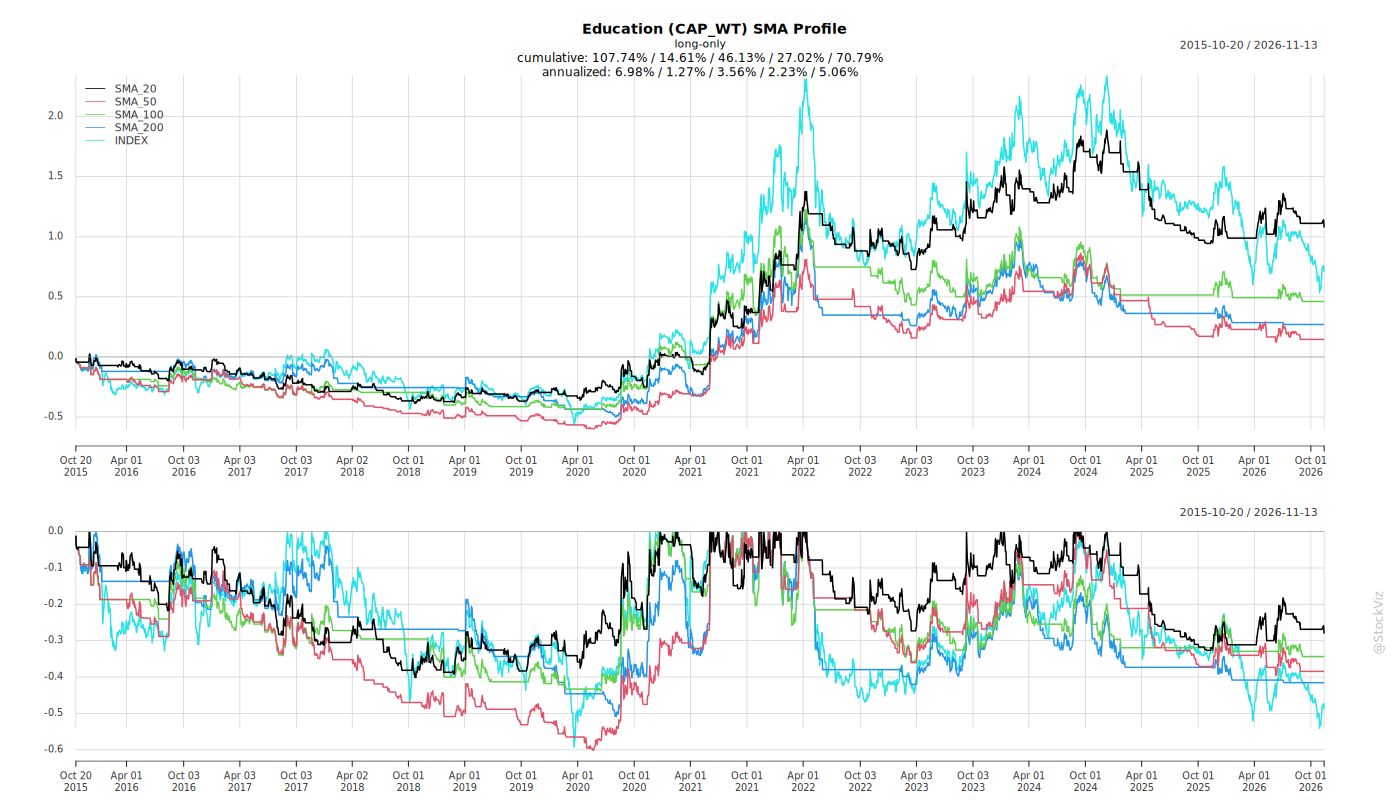 Education (CAP_WT) SMA Profile
long-only
2015-10-20 / 2026-11-13
cumulative: 107.74% / 14.61% / 46.13% / 27.02% / 70.79%
annualized: 6.98% / 1.27% / 3.56% / 2.23% / 5.06%
SMA_20
SMA_50
SMA_100
SMA_200
INDEX
2.0
1.5
1.0
0.5
0.0
-0.5
Oct 20 Apr 01 Oct 03 Apr 03 Oct 03 Apr 02 Oct 01 Apr 01 Oct 01 Apr 01 Oct 01 Apr 01 Oct 01 Apr 01 Oct 03 Apr 03 Oct 03 Apr 01 Oct 01 Apr 01 Oct 01 Apr 01 Oct 01
2015 2016 2016 2017 2017 2018 2018 2019 2019 2020 2020 2021 2021 2022 2022 2023 2023 2024 2024 2025 2025 2026 2026
2015-10-20 / 2026-11-13
0.0
-0.1
-0.2
-0.3
-0.4
-0.5
-0.6
Oct 20 Apr 01 Oct 03 Apr 03 Oct 03 Apr 02 Oct 01 Apr 01 Oct 01 Apr 01 Oct 01 Apr 01 Oct 01 Apr 01 Oct 03 Apr 03 Oct 03 Apr 01 Oct 01 Apr 01 Oct 01 Apr 01 Oct 01
2015 2016 2016 2017 2017 2018 2018 2019 2019 2020 2020 2021 2021 2022 2022 2023 2023 2024 2024 2025 2025 2026 2026
@StockViz